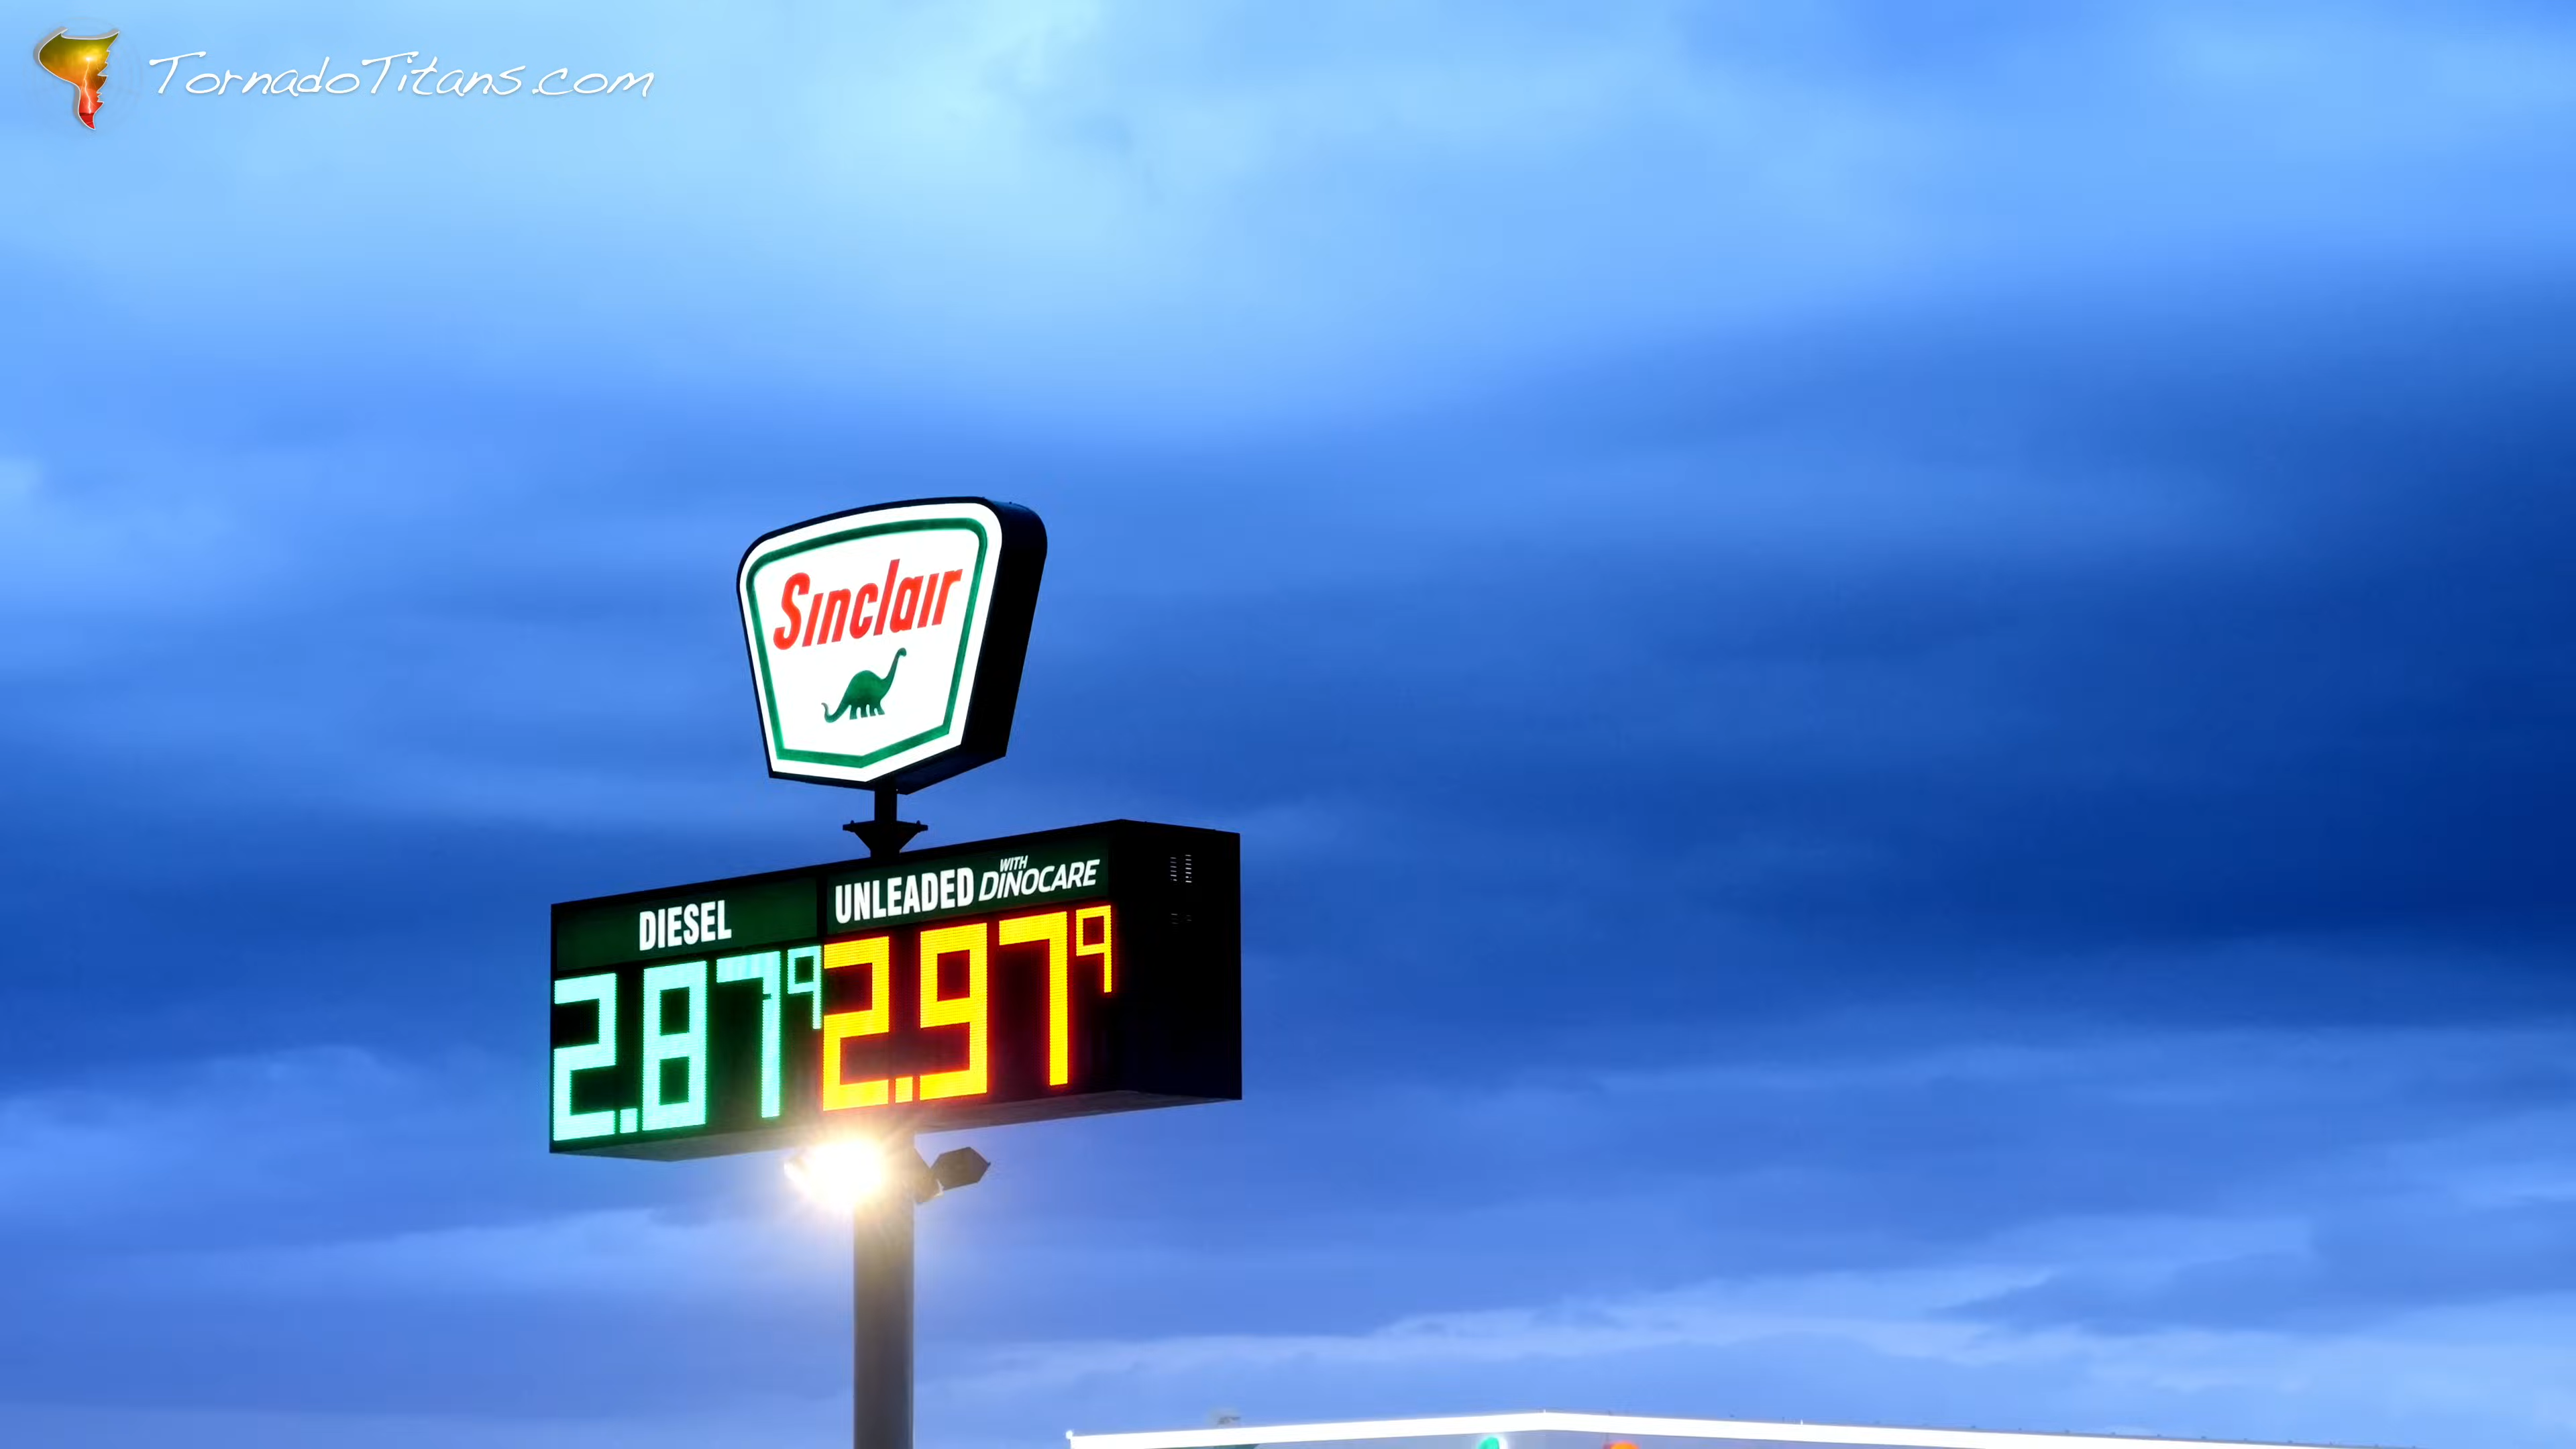 TornadoTitans.com
Sinclair
DIESEL
UNLEADED WITH DINOCARE
2.87 9
2.97 9